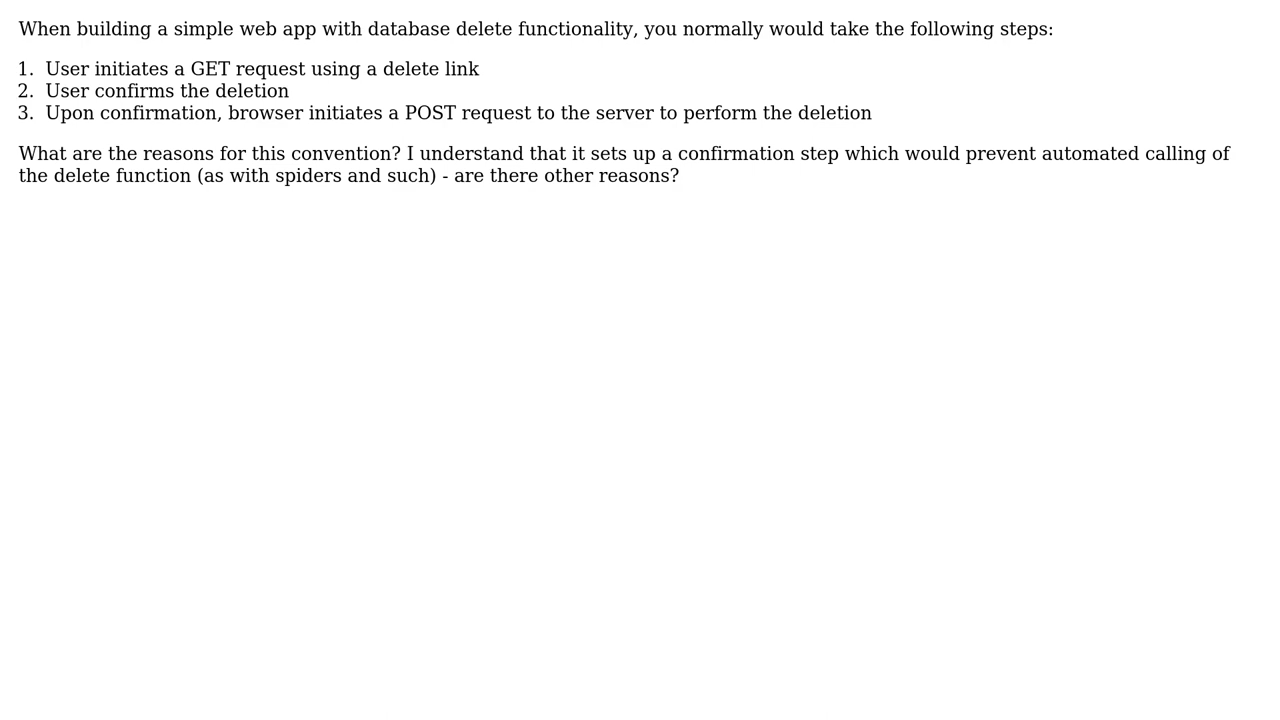 When building a simple web app with database delete functionality, you normally would take the following steps:
1. User initiates a GET request using a delete link
2. User confirms the deletion
3. Upon confirmation, browser initiates a POST request to the server to perform the deletion
What are the reasons for this convention? I understand that it sets up a confirmation step which would prevent automated calling of
the delete function (as with spiders and such) - are there other reasons?